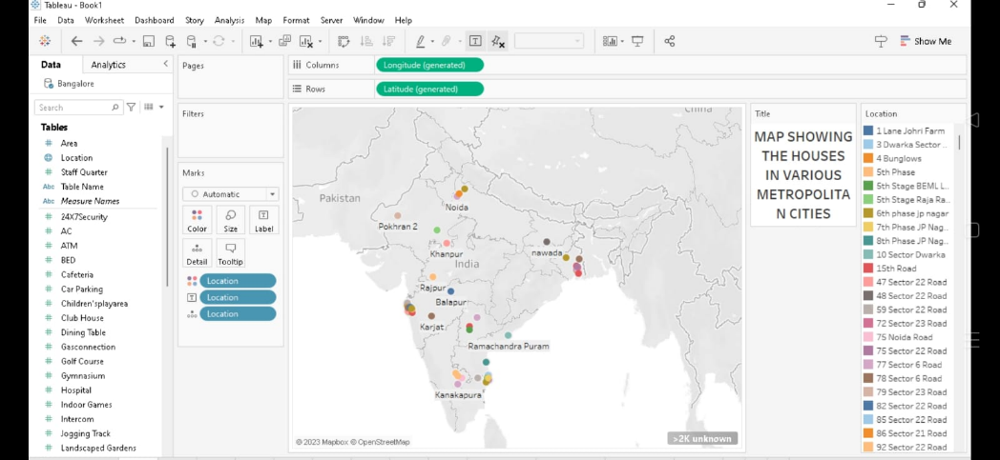 Tableau - Book1
File Data Worksheet Dashboard Story Analysis Map Format Server Window Help
Show Me
Data Analytics
Bangalore
Search
Tables
Area
Location
Staff Quarter
Abc Table Name
Abc Measure Names
24X7Security
AC
ATM
BED
Cafeteria
Car Parking
Children'splayarea
Club House
Dining Table
Gasconnection
Golf Course
Gymnasium
Hospital
Indoor Games
Intercom
Jogging Track
Landscaped Gardens
Pages
Filters
Marks
Automatic
Color Size Label
Detail Tooltip
Location
Location
Location
Columns Longitude (generated)
Rows Latitude (generated)
China
Pakistan
Noida
Pokhran 2
Khanpur
nawada
India
Rajpur
Balapur
Karjat
Ramachandra Puram
Kanakapura
© 2023 Mapbox © OpenStreetMap
>2K unknown
Title
MAP SHOWING
THE HOUSES
IN VARIOUS
METROPOLITA
N CITIES
Location
1 Lane Johri Farm
3 Dwarka Sector ..
4 Bunglows
5th Phase
5th Stage BEML L...
5th Stage Raja Ra..
6th phase jp nagar
7th Phase JP Nag..
8th Phase JP Nag..
10 Sector Dwarka
15th Road
47 Sector 22 Road
48 Sector 22 Road
59 Sector 22 Road
72 Sector 23 Road
75 Noida Road
75 Sector 22 Road
77 Sector 6 Road
78 Sector 6 Road
79 Sector 23 Road
82 Sector 22 Road
85 Sector 22 Road
86 Sector 21 Road
92 Sector 22 Road